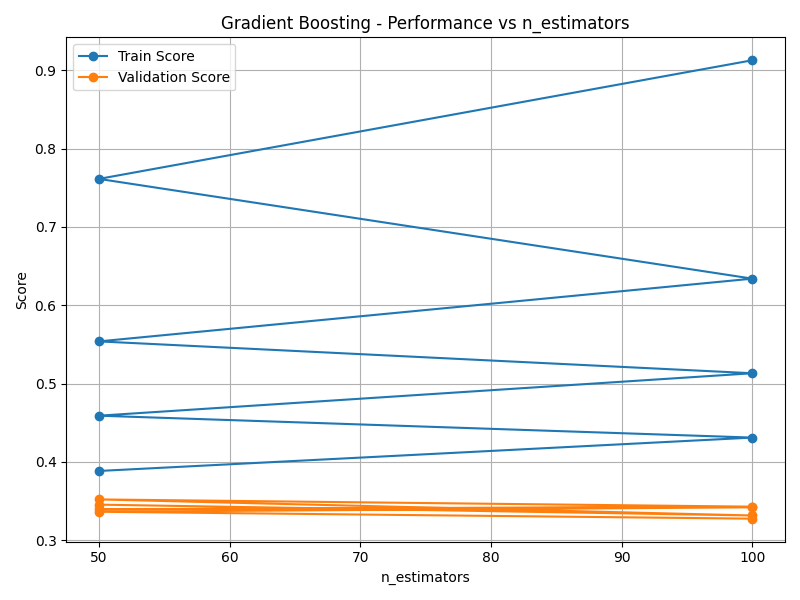 Gradient Boosting - Performance vs n_estimators
Train Score
Validation Score
0.9
0.8
0.7
0.6
0.5
0.4
0.3
Score
50
60
70
80
90
100
n_estimators